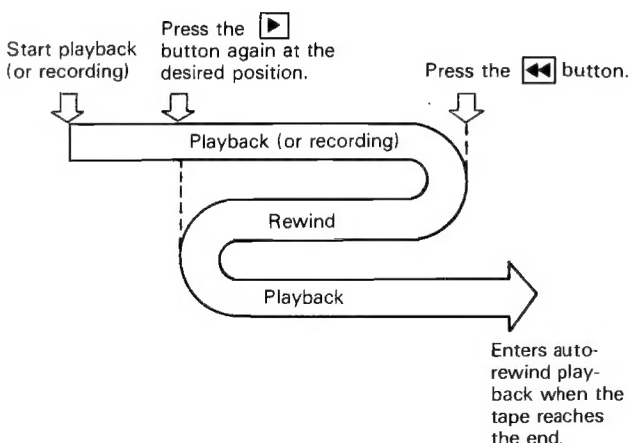 Start playback
(or recording)
Press the ▶
button again at the
desired position.
Press the ◀◀ button.
Playback (or recording)
Rewind
Playback
Enters auto-
rewind play-
back when the
tape reaches
the end.